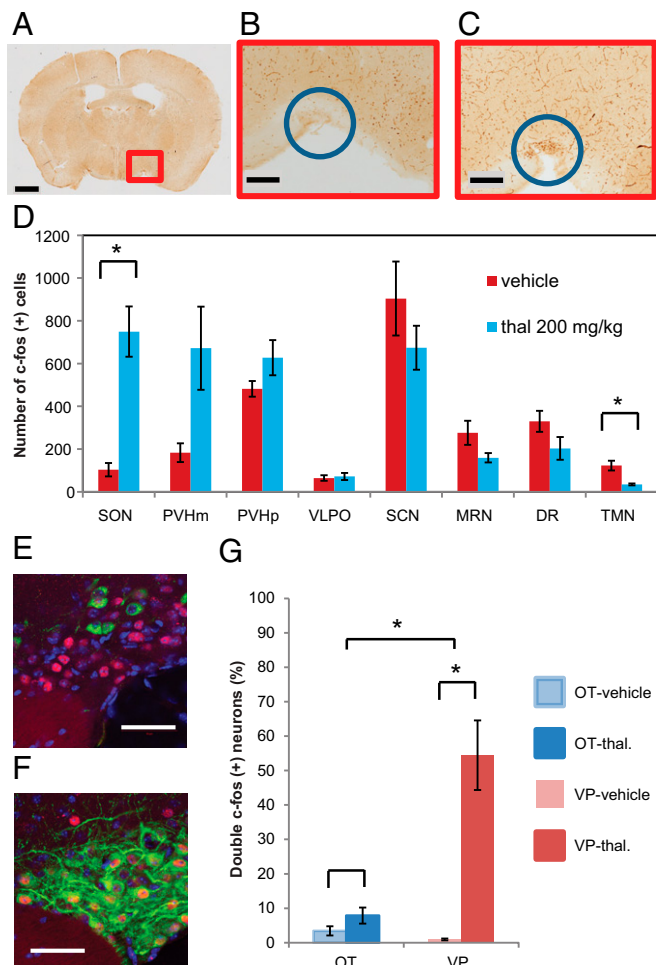 A
B
C
D
1200
1000
800
600
400
200
0
Number of c-fos (+) cells
*
*
vehicle
thal 200 mg/kg
SON PVHm PVHp VLPO SCN MRN DR TMN
E
F
G
100
90
80
70
60
50
40
30
20
10
0
Double c-fos (+) neurons (%)
*
*
OT-vehicle
OT-thal.
VP-vehicle
VP-thal.
OT VP